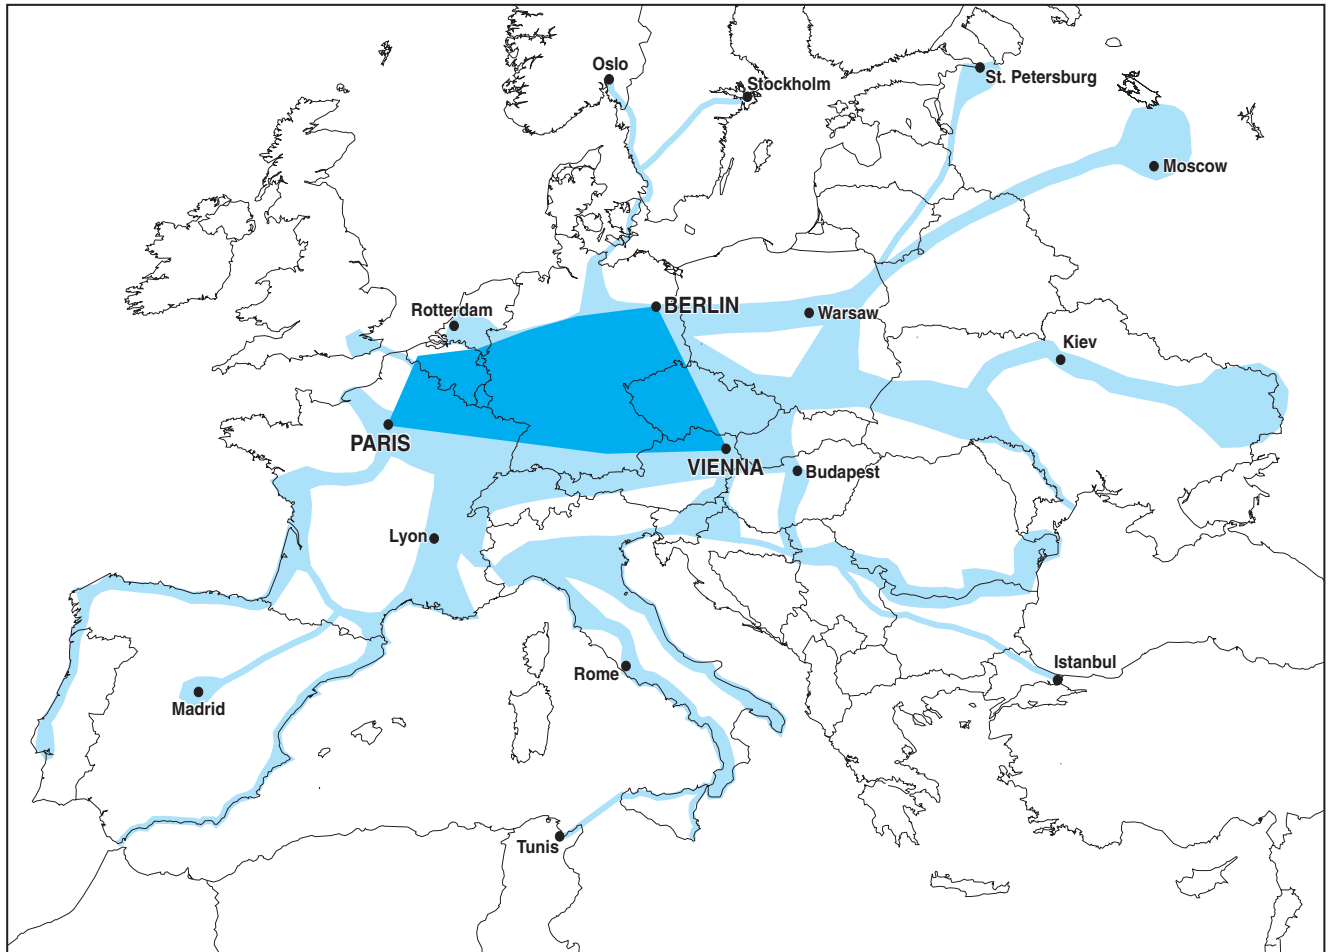 Oslo
Stockholm
St. Petersburg
Moscow
Rotterdam
BERLIN
Warsaw
Kiev
PARIS
VIENNA
Budapest
Lyon
Rome
Istanbul
Madrid
Tunis